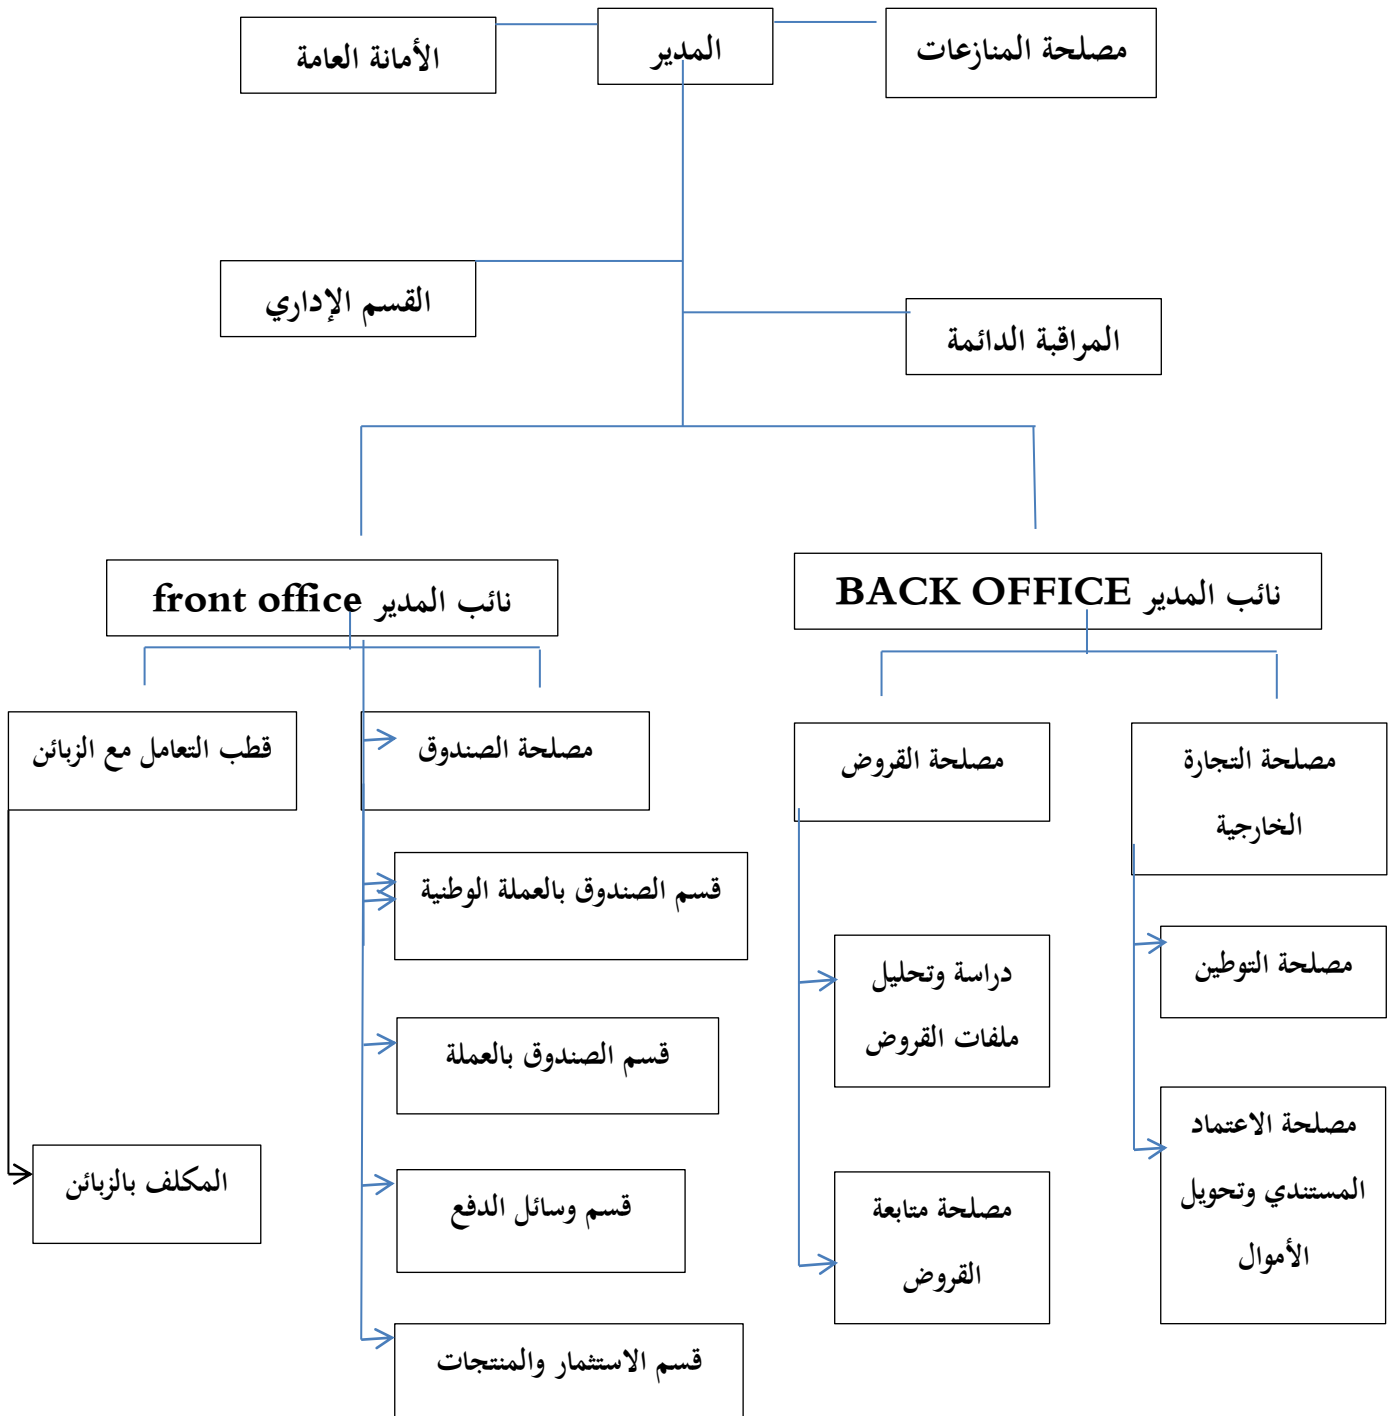 مصلحة المنازعات
المدير
الأمانة العامة
القسم الإداري
المراقبة الدائمة
نائب المدير BACK OFFICE
نائب المدير front office
مصلحة التجارة
الخارجية
مصلحة القروض
مصلحة الصندوق
قطب التعامل مع الزبائن
قسم الصندوق بالعملة الوطنية
مصلحة التوطين
دراسة وتحليل
ملفات القروض
قسم الصندوق بالعملة
مصلحة الاعتماد
المستندي وتحويل
الأموال
مصلحة متابعة
القروض
قسم وسائل الدفع
المكلف بالزبائن
قسم الاستثمار والمنتجات